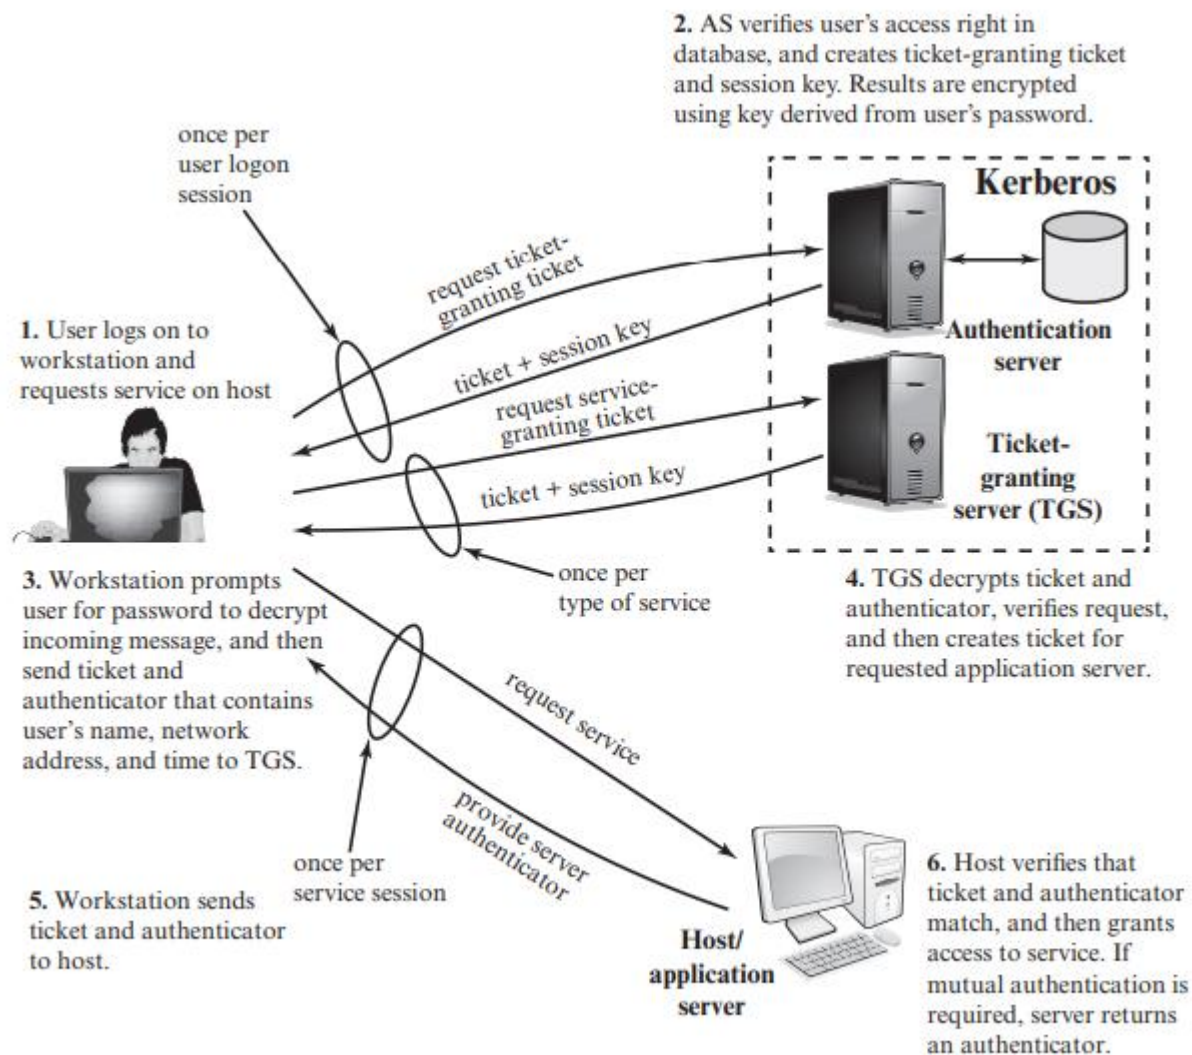 2. AS verifies user's access right in
database, and creates ticket-granting ticket
and session key. Results are encrypted
using key derived from user's password.
once per
user logon
session
Kerberos
request ticket-
granting ticket
1. User logs on to
workstation and
requests service on host
ticket + session key
Authentication
server
request service-
granting ticket
ticket + session key
Ticket-
granting
server (TGS)
once per
type of service
3. Workstation prompts
user for password to decrypt
incoming message, and then
send ticket and
authenticator that contains
user's name, network
address, and time to TGS.
4. TGS decrypts ticket and
authenticator, verifies request,
and then creates ticket for
requested application server.
request service
provide server
authenticator
once per
service session
5. Workstation sends
ticket and authenticator
to host.
Host/
application
server
6. Host verifies that
ticket and authenticator
match, and then grants
access to service. If
mutual authentication is
required, server returns
an authenticator.